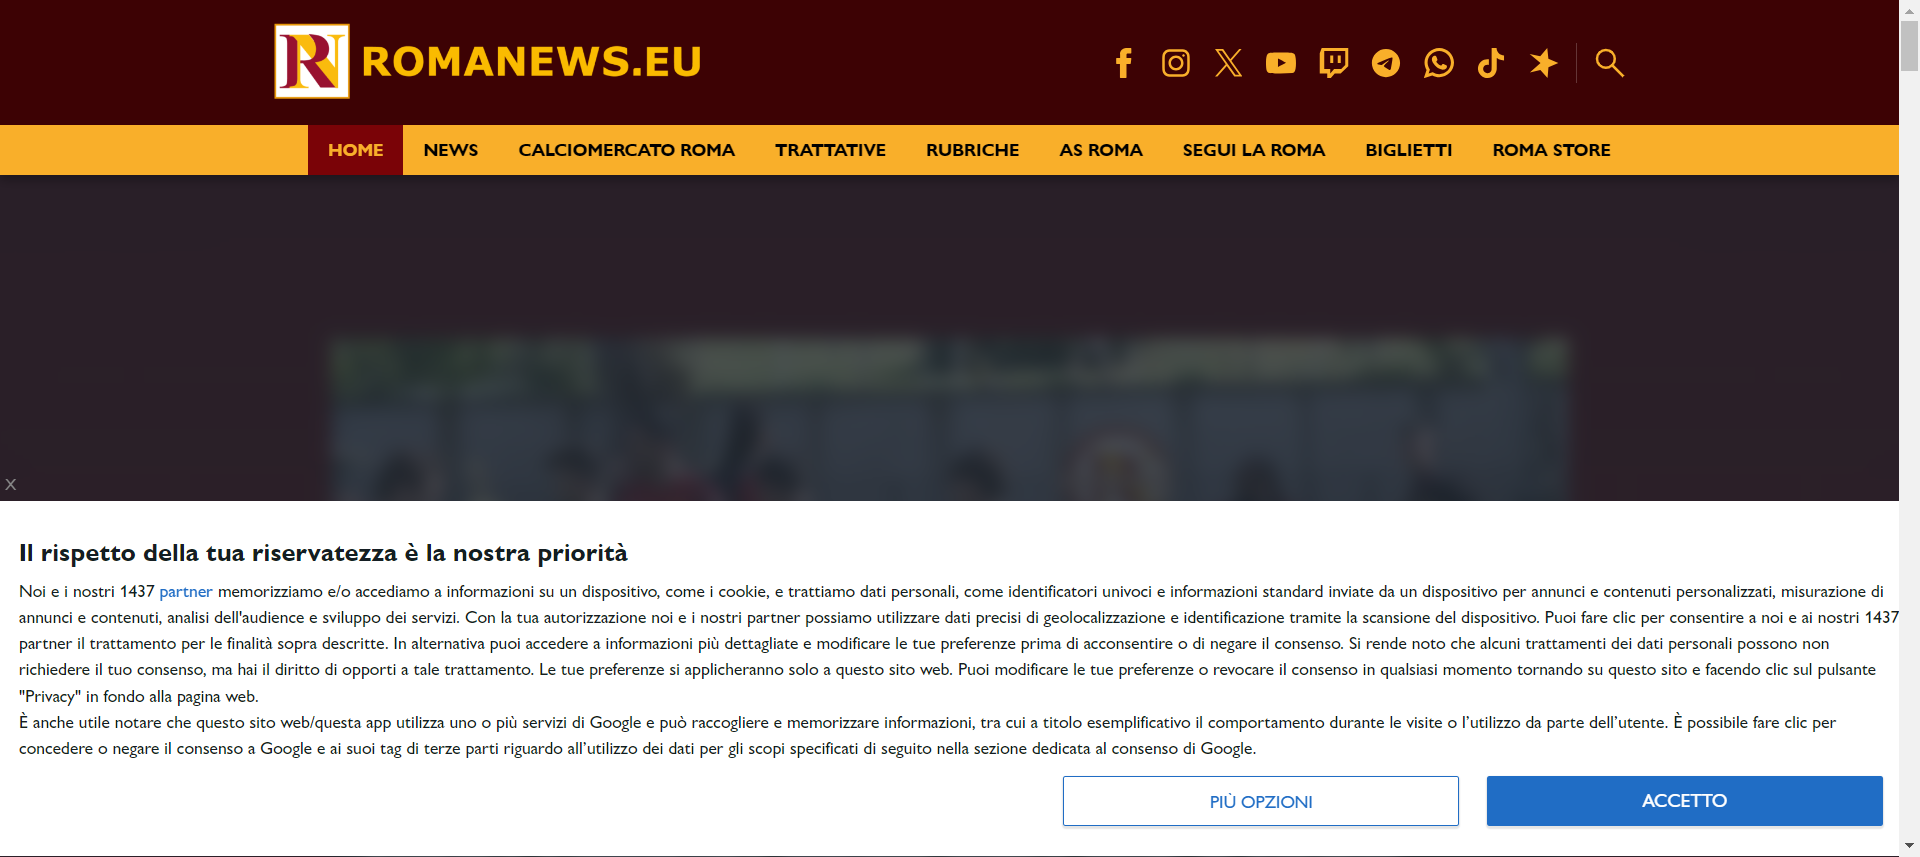 RN ROMANEWS.EU
HOME NEWS CALCIOMERCATO ROMA TRATTATIVE RUBRICHE AS ROMA SEGUI LA ROMA BIGLIETTI ROMA STORE
X
Il rispetto della tua riservatezza è la nostra priorità
Noi e i nostri 1437 partner memorizziamo e/o accediamo a informazioni su un dispositivo, come i cookie, e trattiamo dati personali, come identificatori univoci e informazioni standard inviate da un dispositivo per annunci e contenuti personalizzati, misurazione di
annunci e contenuti, analisi dell'audience e sviluppo dei servizi. Con la tua autorizzazione noi e i nostri partner possiamo utilizzare dati precisi di geolocalizzazione e identificazione tramite la scansione del dispositivo. Puoi fare clic per consentire a noi e ai nostri 1437
partner il trattamento per le finalità sopra descritte. In alternativa puoi accedere a informazioni più dettagliate e modificare le tue preferenze prima di acconsentire o di negare il consenso. Si rende noto che alcuni trattamenti dei dati personali possono non
richiedere il tuo consenso, ma hai il diritto di opporti a tale trattamento. Le tue preferenze si applicheranno solo a questo sito web. Puoi modificare le tue preferenze o revocare il consenso in qualsiasi momento tornando su questo sito e facendo clic sul pulsante
"Privacy" in fondo alla pagina web.
È anche utile notare che questo sito web/questa app utilizza uno o più servizi di Google e può raccogliere e memorizzare informazioni, tra cui a titolo esemplificativo il comportamento durante le visite o l’utilizzo da parte dell’utente. È possibile fare clic per
concedere o negare il consenso a Google e ai suoi tag di terze parti riguardo all’utilizzo dei dati per gli scopi specificati di seguito nella sezione dedicata al consenso di Google.
PIÙ OPZIONI ACCETTO